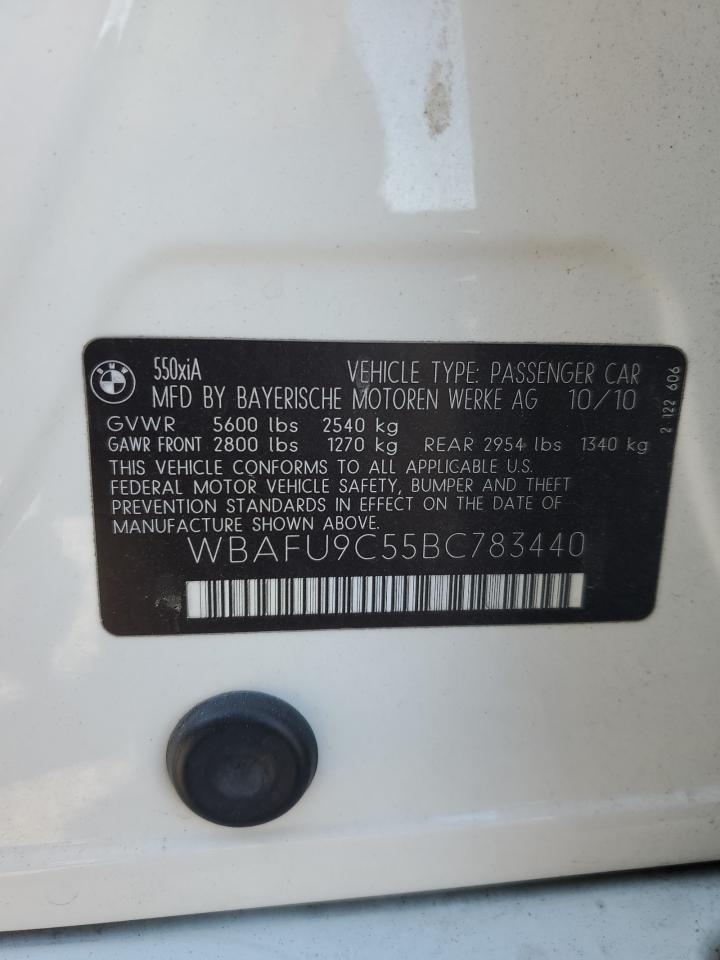 BMW
550xiA VEHICLE TYPE: PASSENGER CAR
MFD BY BAYERISCHE MOTOREN WERKE AG 10/10
GVWR 5600 lbs 2540 kg
GAWR FRONT 2800 lbs 1270 kg REAR 2954 lbs 1340 kg
THIS VEHICLE CONFORMS TO ALL APPLICABLE U.S.
FEDERAL MOTOR VEHICLE SAFETY, BUMPER AND THEFT
PREVENTION STANDARDS IN EFFECT ON THE DATE OF
MANUFACTURE SHOWN ABOVE.
WBAFU9C55BC783440
2 122 606